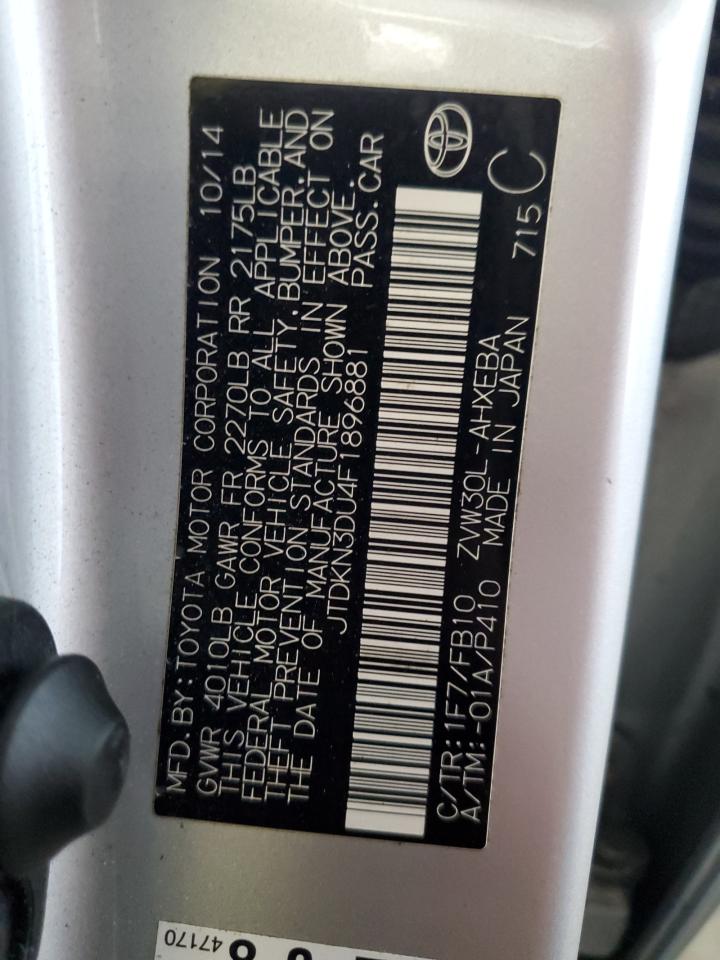 MFD.BY:TOYOTA MOTOR CORPORATION 10/14
GVWR 4010LB GAWR FR 2270LB RR 2175LB
THIS VEHICLE CONFORMS TO ALL APPLICABLE
FEDERAL MOTOR VEHICLE SAFETY, BUMPER, AND
THEFT PREVENTION STANDARDS IN EFFECT ON
THE DATE OF MANUFACTURE SHOWN ABOVE.
JTDKN3DU4F1896881 PASS.CAR
C/TR:1F7/FB10 ZVW30L-AHXEBA
A/TM:-01A/P410 MADE IN JAPAN 715 C
47170